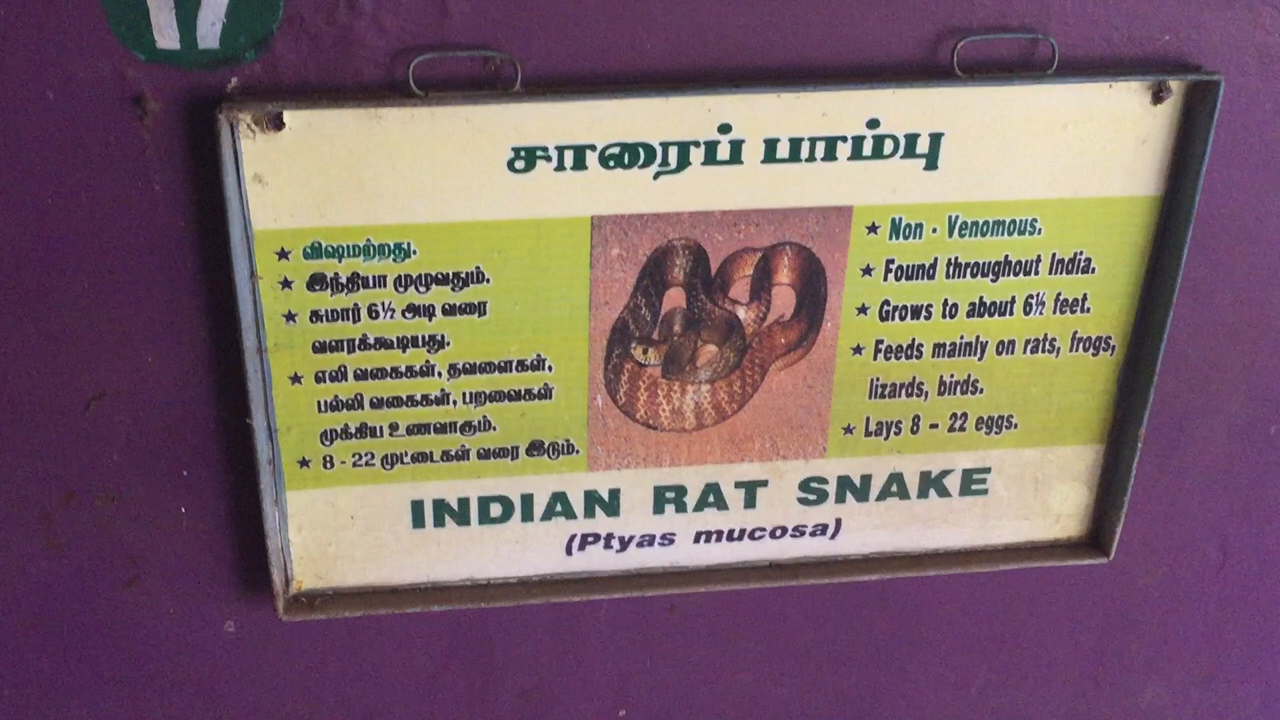 17
சாரைப் பாம்பு
★ விஷமற்றது.
★ இந்தியா முழுவதும்.
★ சுமார் 6½ அடி வரை
வளரக்கூடியது.
★ எலி வகைகள், தவளைகள்,
பல்லி வகைகள், பறவைகள்
முக்கிய உணவாகும்.
★ 8 - 22 முட்டைகள் வரை இடும்.
★ Non - Venomous.
★ Found throughout India.
★ Grows to about 6½ feet.
★ Feeds mainly on rats, frogs,
lizards, birds.
★ Lays 8 – 22 eggs.
INDIAN RAT SNAKE
(Ptyas mucosa)